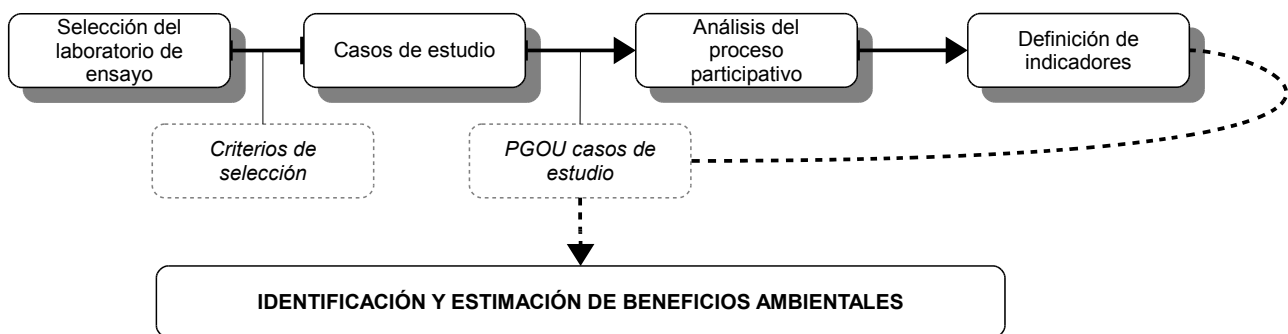 Selección del
laboratorio de
ensayo
Casos de estudio
Análisis del
proceso
participativo
Definición de
indicadores
Criterios de
selección
PGOU casos de
estudio
IDENTIFICACIÓN Y ESTIMACIÓN DE BENEFICIOS AMBIENTALES